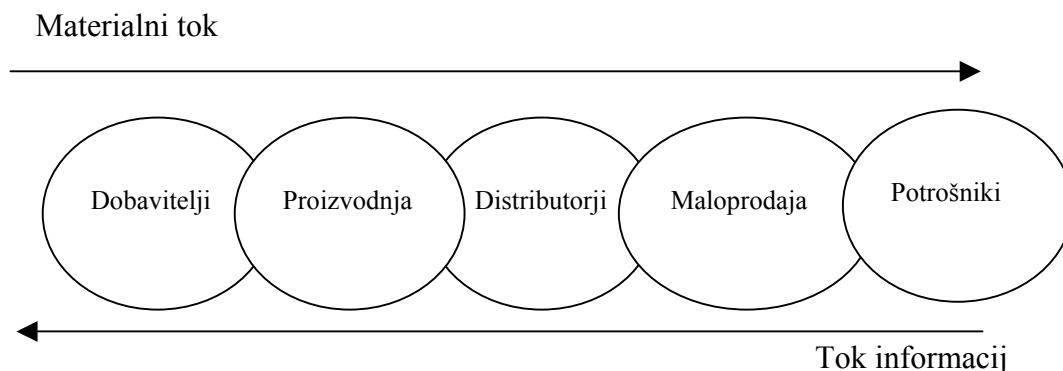 Materialni tok
Dobavitelji
Proizvodnja
Distributorji
Maloprodaja
Potrošniki
Tok informacij